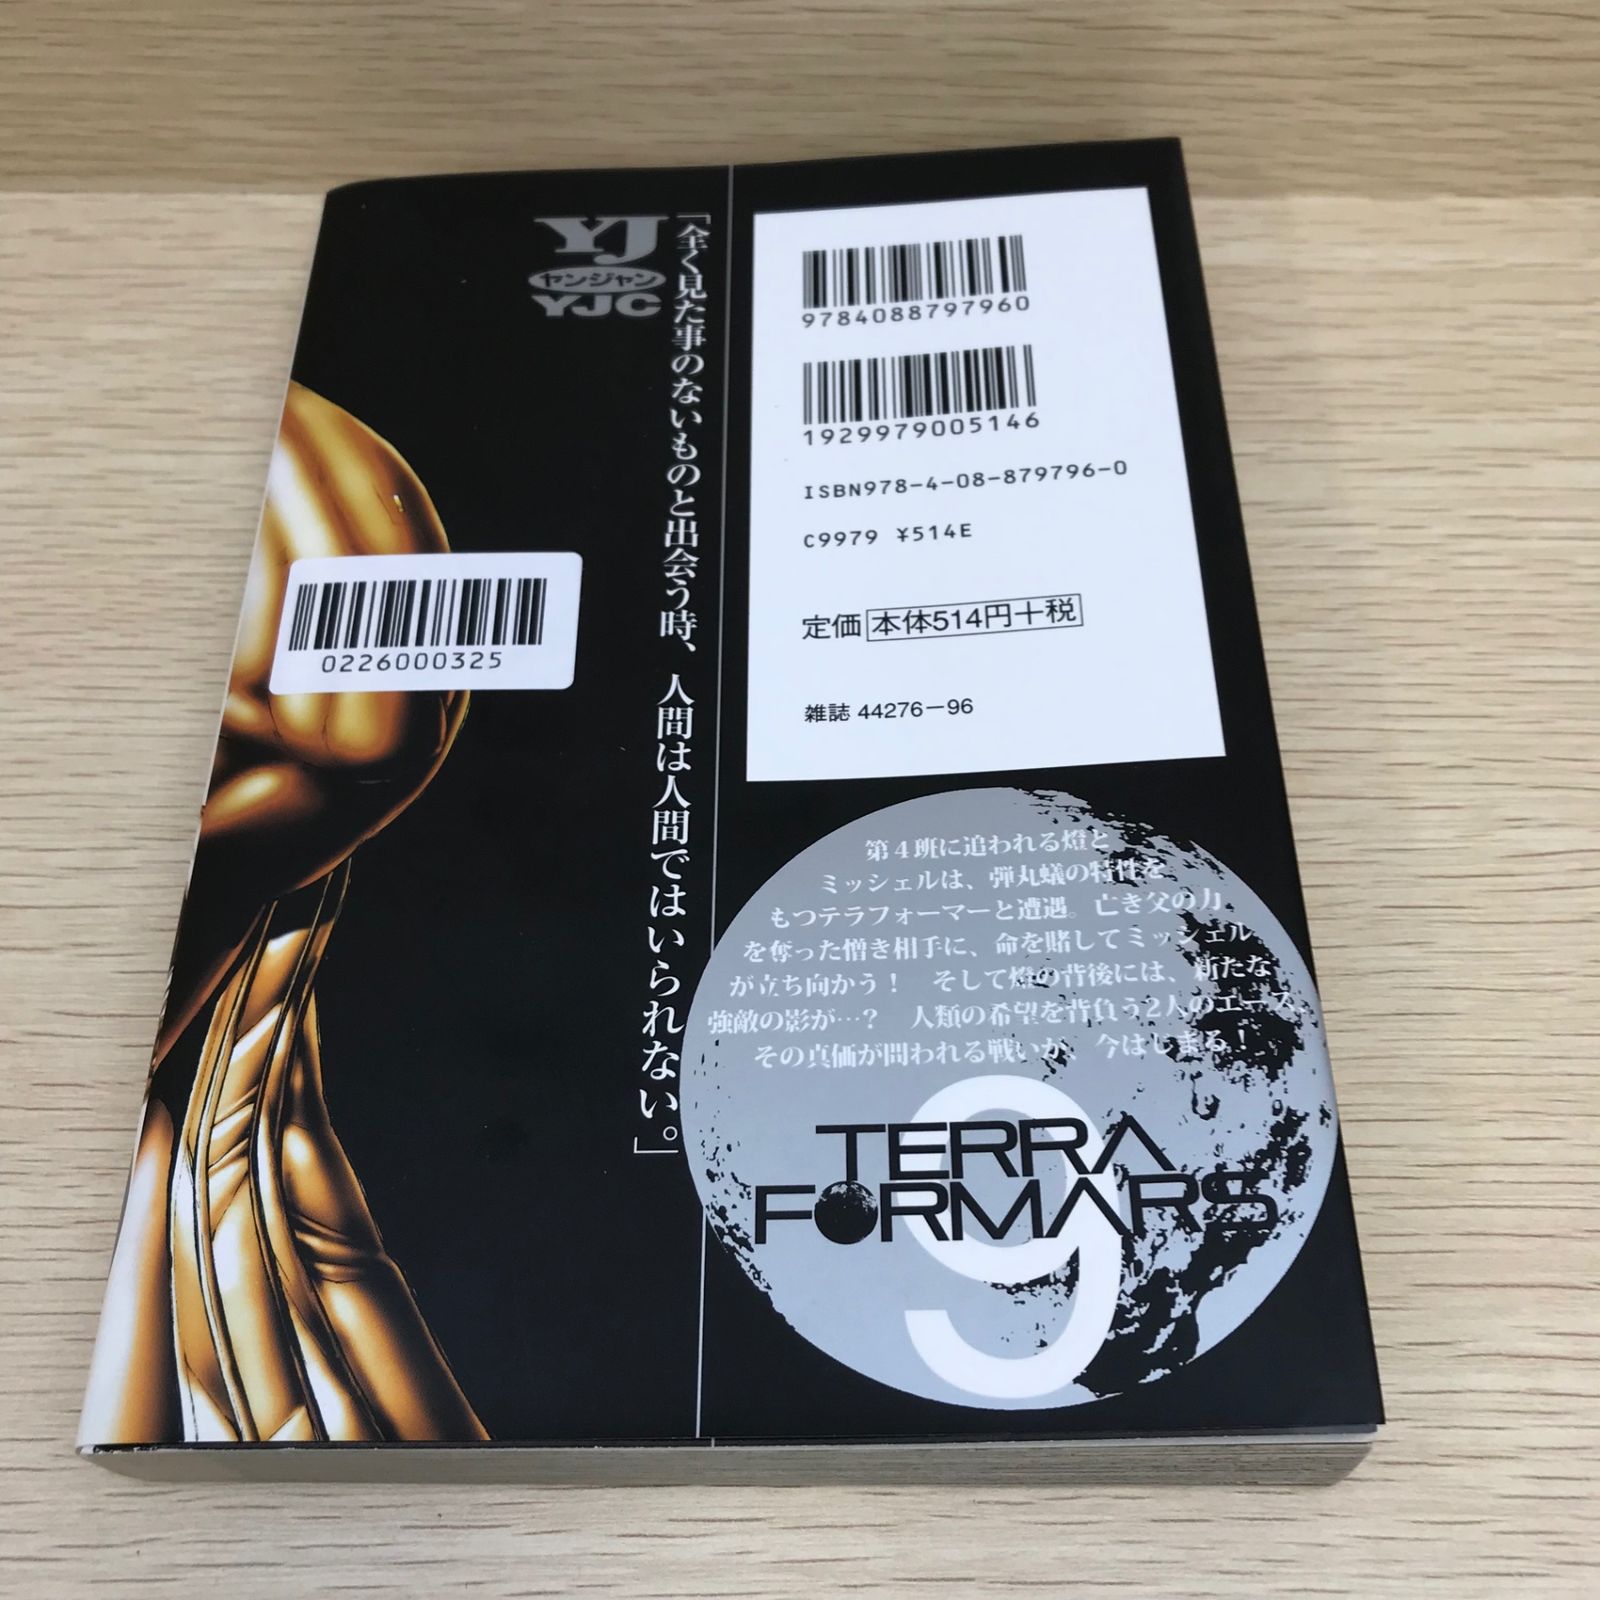 YJ
ヤンジャン
YJC
「全く見た事のないものと出会う時、人間は人間ではいられない。」
9784088797960
1929979005146
ISBN978-4-08-879796-0
C9979 ¥514E
定価 本体514円+税
雑誌 44276-96
0226000325
第4班に追われる燈と
ミッシェルは、弾丸蟻の特性を
もつテラフォーマーと遭遇。亡き父の力
を奪った憎き相手に、命を賭してミッシェル
が立ち向かう! そして燈の背後には、新たな
強敵の影が…? 人類の希望を背負う2人のエース、
その真価が問われる戦いが、今はじまる!
TERRA
FORMARS
9